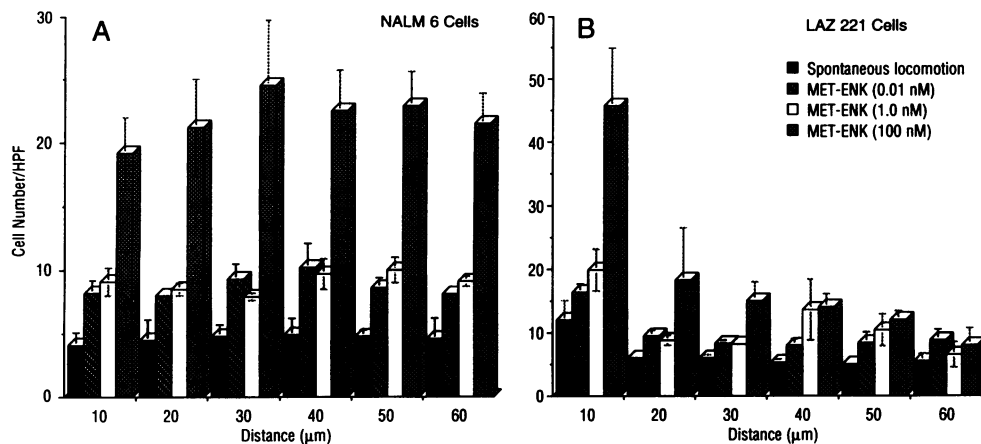 A
NALM 6 Cells
30
20
10
0
Cell Number/HPF
10 20 30 40 50 60
Distance (μm)
B
LAZ 221 Cells
Spontaneous locomotion
MET-ENK (0.01 nM)
MET-ENK (1.0 nM)
MET-ENK (100 nM)
60
50
40
30
20
10
0
10 20 30 40 50 60
Distance (μm)